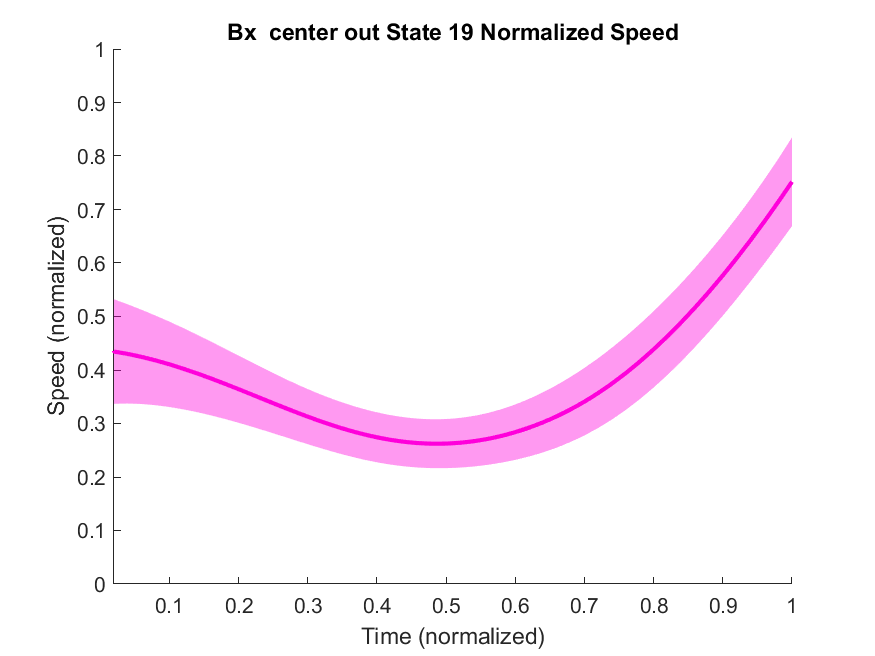 Bx  center out State 19 Normalized Speed
1
0.9
0.8
0.7
0.6
0.5
0.4
0.3
0.2
0.1
0
Speed (normalized)
0.1 0.2 0.3 0.4 0.5 0.6 0.7 0.8 0.9 1
Time (normalized)